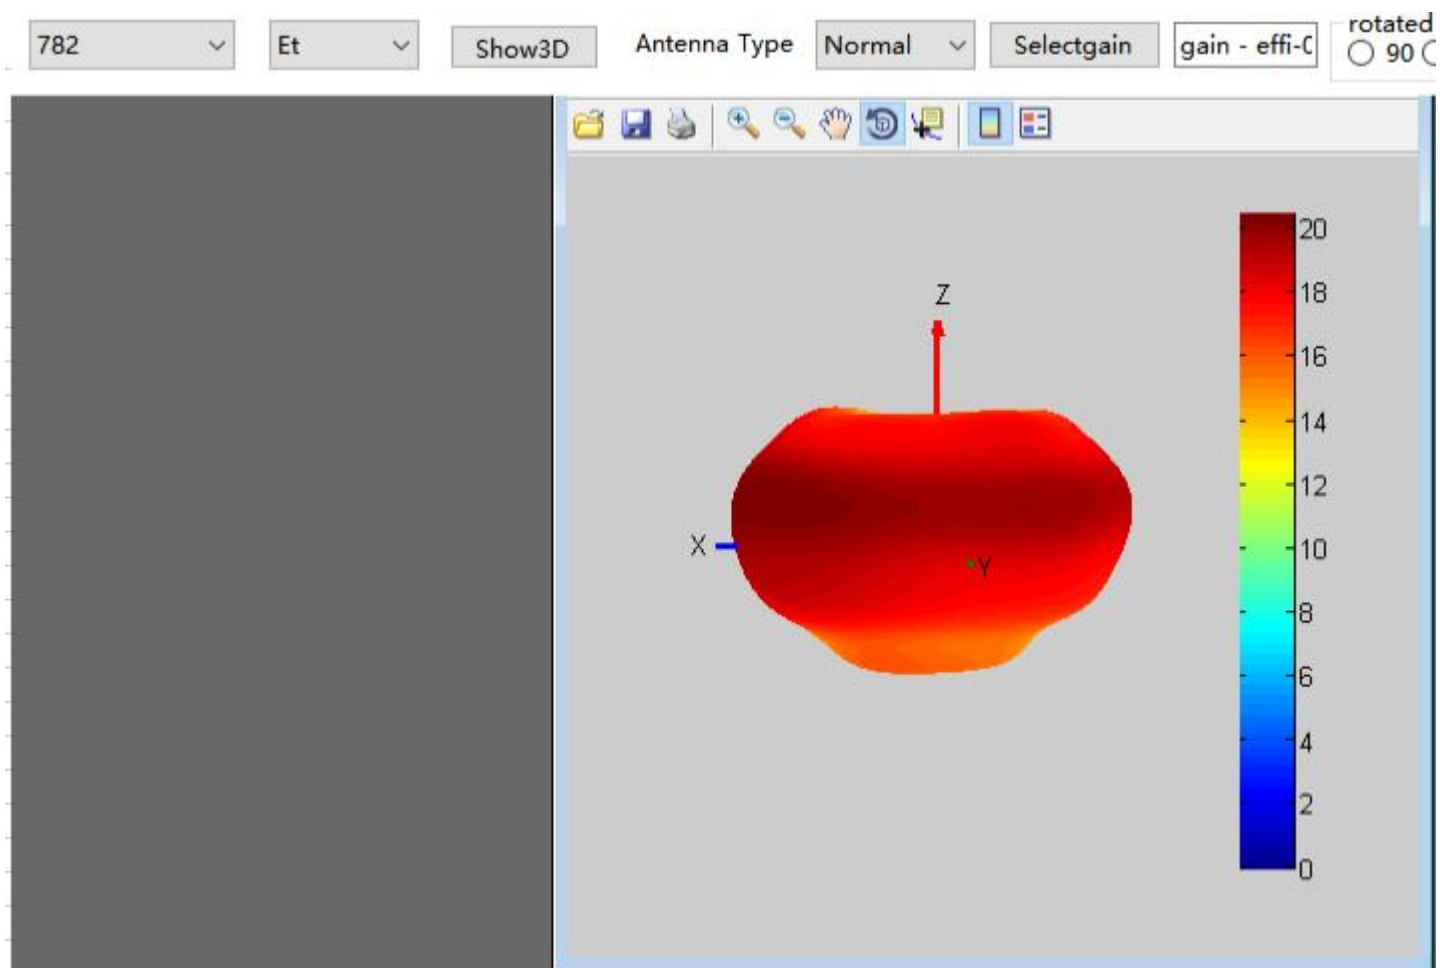 782
Et
Show3D
Antenna Type
Normal
Selectgain
gain - effi-
rotated
90
Z
X
Y
20
18
16
14
12
10
8
6
4
2
0